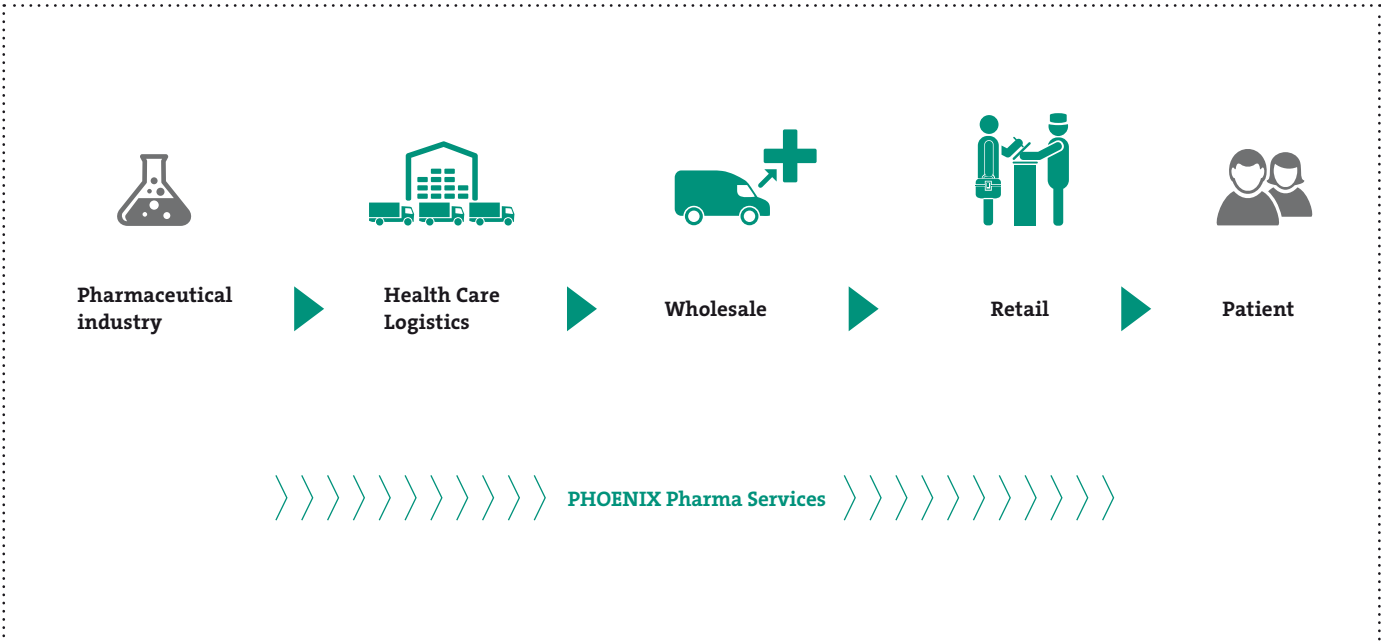 Pharmaceutical
industry
Health Care
Logistics
Wholesale
Retail
Patient
PHOENIX Pharma Services